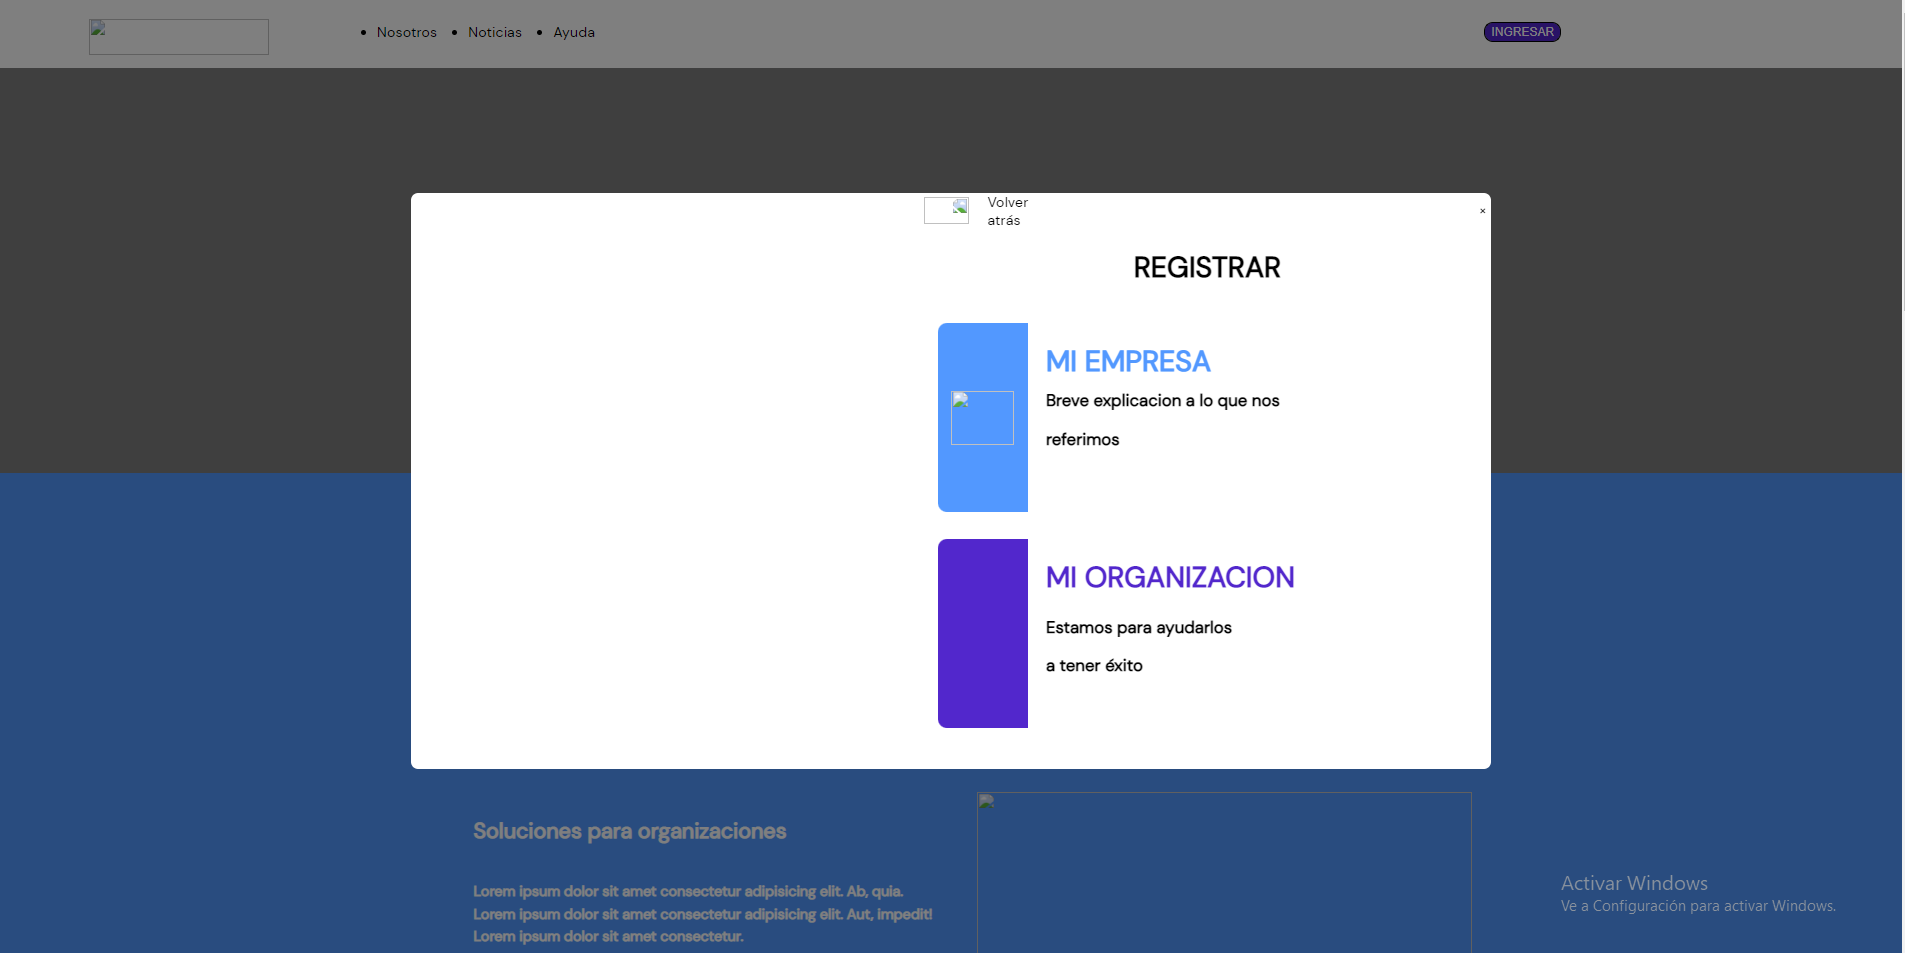 Nosotros
Noticias
Ayuda
INGRESAR
Volver
atrás
×
REGISTRAR
MI EMPRESA
Breve explicacion a lo que nos
referimos
MI ORGANIZACION
Estamos para ayudarlos
a tener éxito
Soluciones para organizaciones
Lorem ipsum dolor sit amet consectetur adipisicing elit. Ab, quia.
Lorem ipsum dolor sit amet consectetur adipisicing elit. Aut, impedit!
Lorem ipsum dolor sit amet consectetur.
Activar Windows
Ve a Configuración para activar Windows.